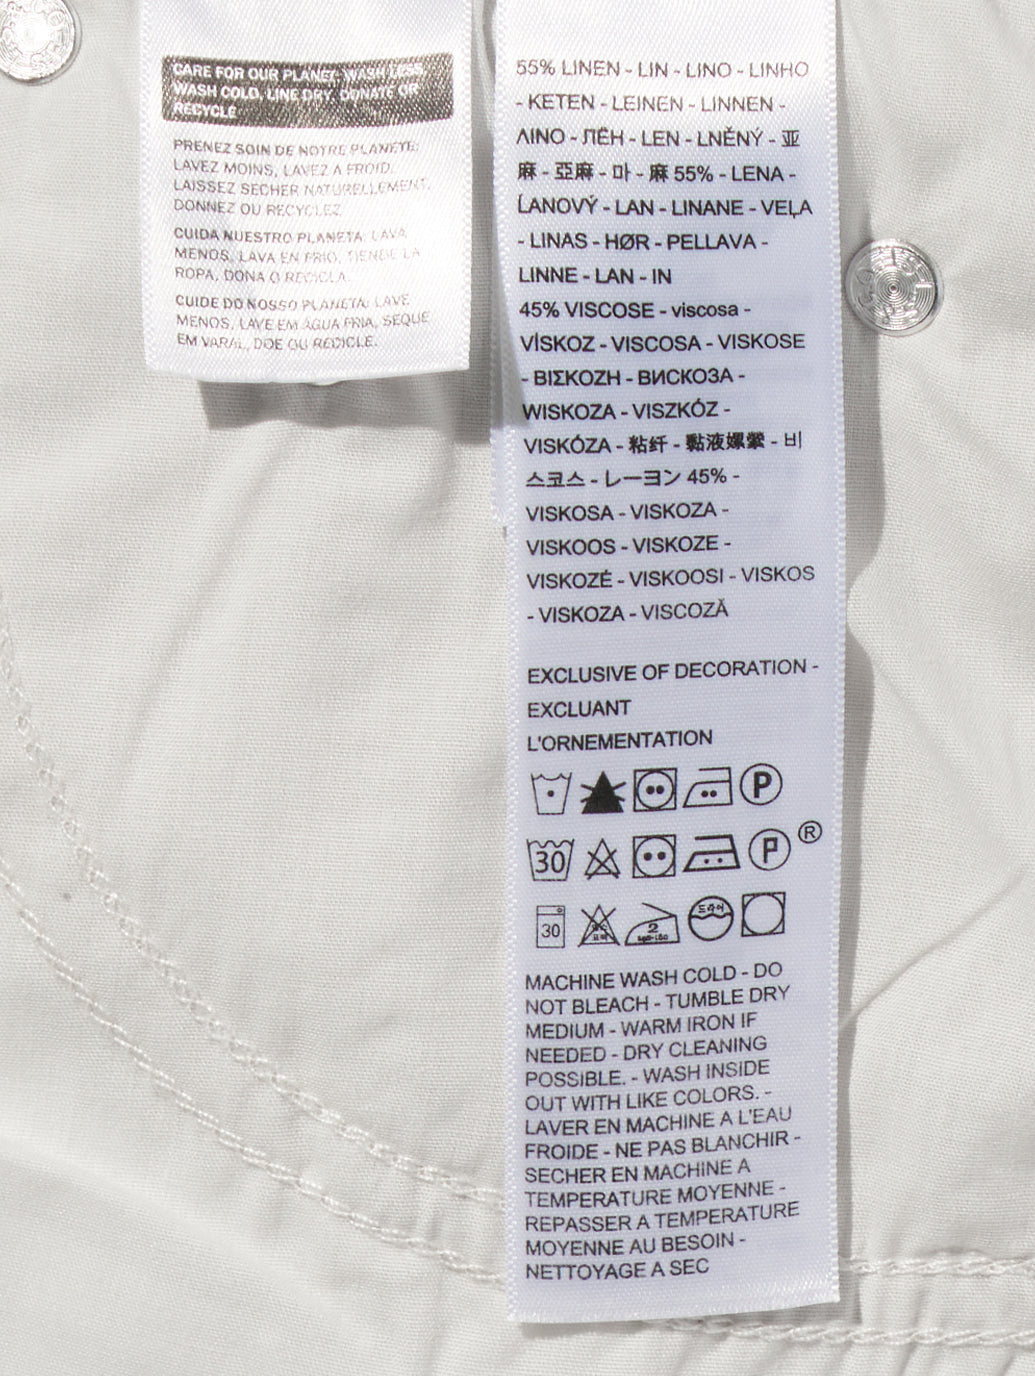 CARE FOR OUR PLANET: WASH LESS,
WASH COLD, LINE DRY, DONATE OR
RECYCLE
PRENEZ SOIN DE NOTRE PLANETE:
LAVEZ MOINS, LAVEZ A FROID,
LAISSEZ SECHER NATURELLEMENT,
DONNEZ OU RECYCLEZ
CUIDA NUESTRO PLANETA: LAVA
MENOS, LAVA EN FRIO, TIENDE LA
ROPA, DONA O RECICLA.
CUIDE DO NOSSO PLANETA: LAVE
MENOS, LAVE EM ÁGUA FRIA, SEQUE
EM VARAL, DOE OU RECICLE.
55% LINEN - LIN - LINO - LINHO
- KETEN - LEINEN - LINNEN -
ΛΙΝΟ - ЛЁН - LEN - LNĚNÝ - 亚
麻 - 亞麻 - 마 - 麻 55% - LENA -
ĽANOVÝ - LAN - LINANE - VEĻA
- LINAS - HØR - PELLAVA -
LINNE - LAN - IN
45% VISCOSE - viscosa -
VİSKOZ - VISCOSA - VISKOSE
- ΒΙΣΚΟΖΗ - ВИСКОЗА -
WISKOZA - VISZKÓZ -
VISKÓZA - 粘纤 - 黏液嫘縈 - 비
스코스 - レーヨン 45% -
VISKOSA - VISKOZA -
VISKOOS - VISKOZE -
VISKOZÉ - VISKOOSI - VISKOS
- VISKOZA - VISCOZĂ
EXCLUSIVE OF DECORATION -
EXCLUANT
L'ORNEMENTATION
P
30 P ®
30 2 드라이
MACHINE WASH COLD - DO
NOT BLEACH - TUMBLE DRY
MEDIUM - WARM IRON IF
NEEDED - DRY CLEANING
POSSIBLE. - WASH INSIDE
OUT WITH LIKE COLORS. -
LAVER EN MACHINE A L'EAU
FROIDE - NE PAS BLANCHIR -
SECHER EN MACHINE A
TEMPERATURE MOYENNE -
REPASSER A TEMPERATURE
MOYENNE AU BESOIN -
NETTOYAGE A SEC